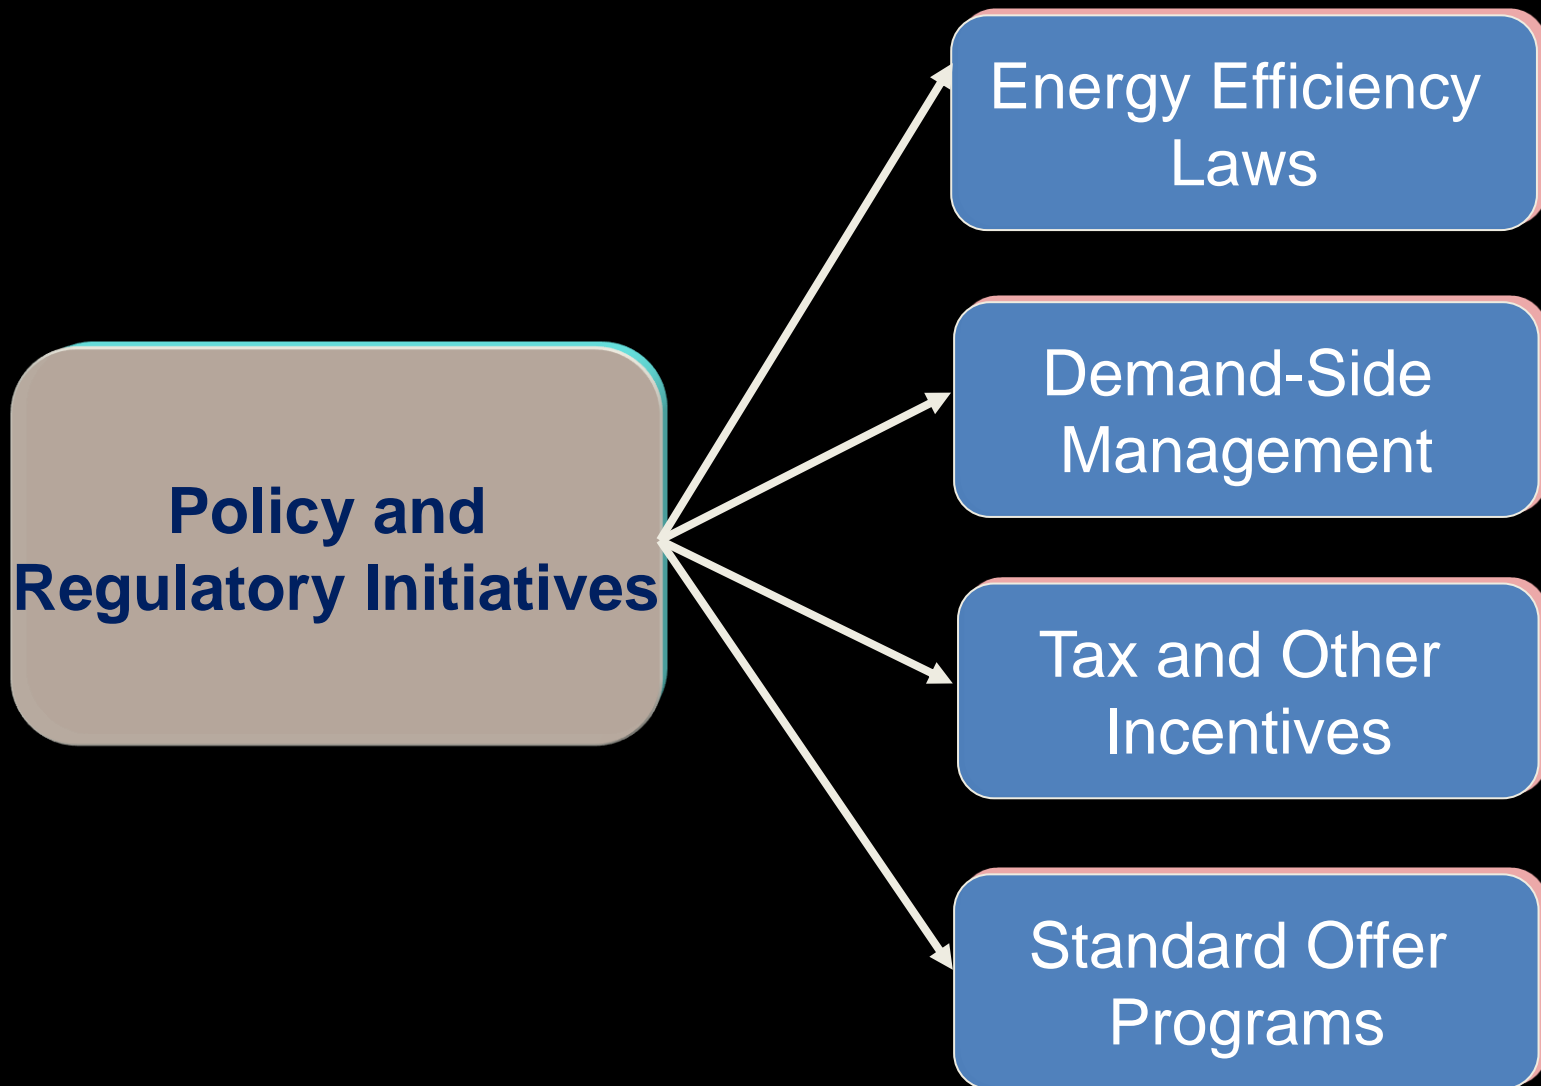 Policy and
Regulatory Initiatives
Energy Efficiency
Laws
Demand-Side
Management
Tax and Other
Incentives
Standard Offer
Programs